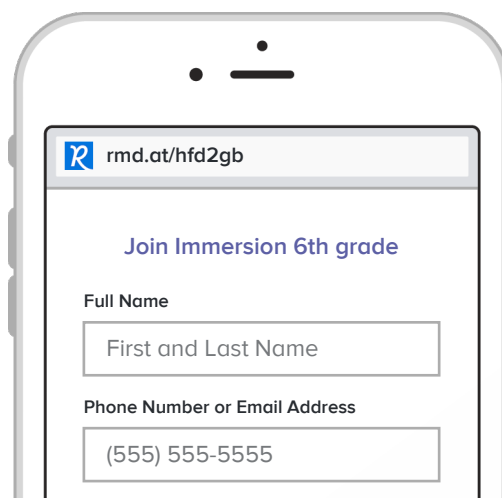 rmd.at/hfd2gb
Join Immersion 6th grade
Full Name
First and Last Name
Phone Number or Email Address
(555) 555-5555